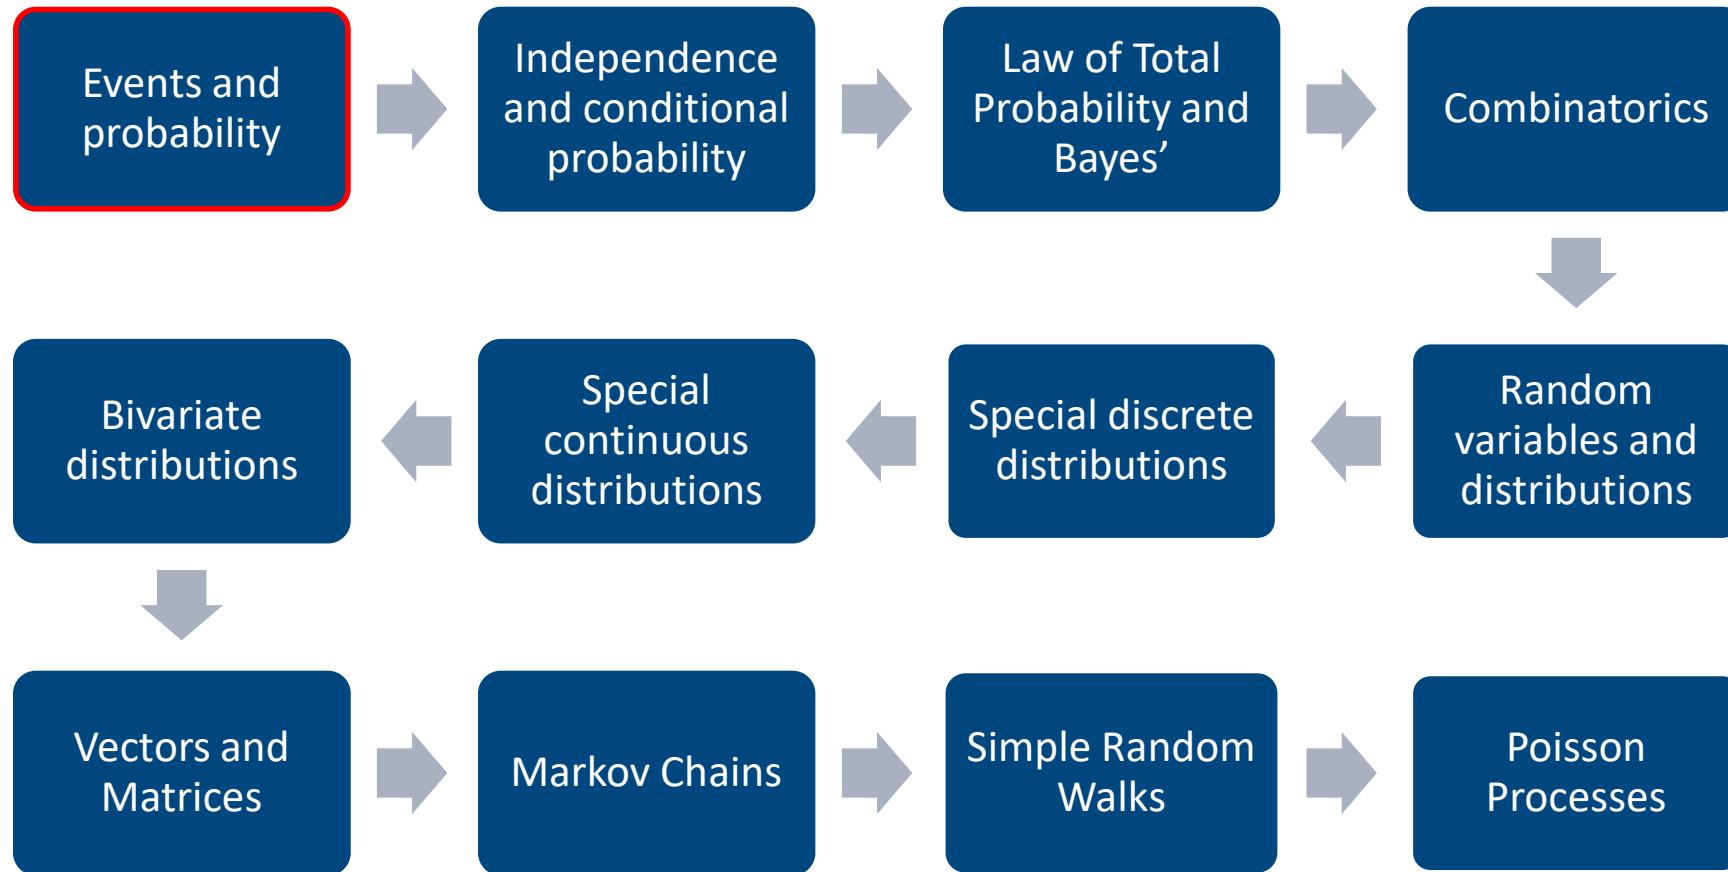 Events and
probability
Independence
and conditional
probability
Law of Total
Probability and
Bayes’
Combinatorics
Random
variables and
distributions
Special discrete
distributions
Special
continuous
distributions
Bivariate
distributions
Vectors and
Matrices
Markov Chains
Simple Random
Walks
Poisson
Processes